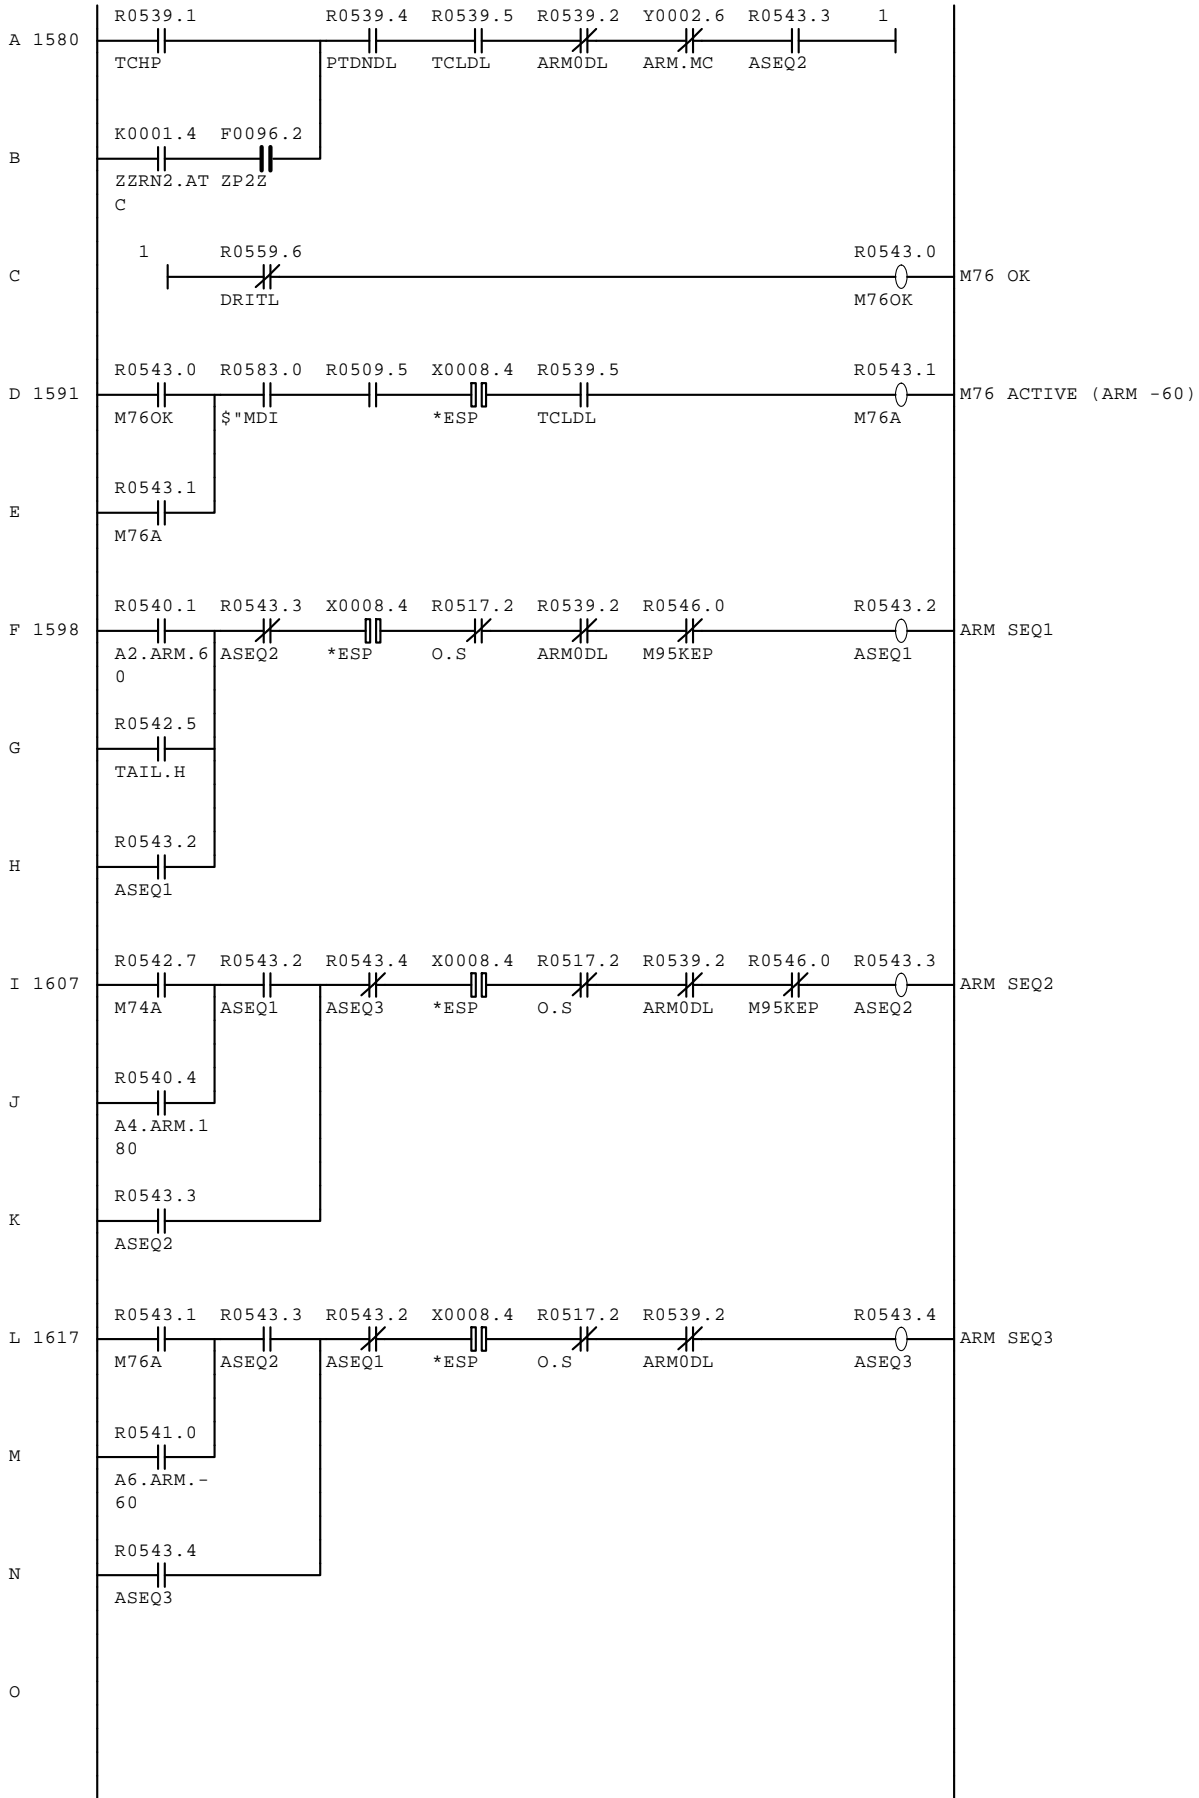 R0539.1 R0539.4 R0539.5 R0539.2 Y0002.6 R0543.3 1
A 1580
TCHP PTDNDL TCLDL ARM0DL ARM.MC ASEQ2
K0001.4 F0096.2
B
ZZRN2.AT ZP2Z
C
1 R0559.6 R0543.0
C M76 OK
DRITL M76OK
R0543.0 R0583.0 R0509.5 X0008.4 R0539.5 R0543.1
D 1591 M76 ACTIVE (ARM -60)
M76OK $"MDI *ESP TCLDL M76A
R0543.1
E
M76A
R0540.1 R0543.3 X0008.4 R0517.2 R0539.2 R0546.0 R0543.2
F 1598 ARM SEQ1
A2.ARM.6 ASEQ2 *ESP O.S ARM0DL M95KEP ASEQ1
0
R0542.5
G
TAIL.H
R0543.2
H
ASEQ1
R0542.7 R0543.2 R0543.4 X0008.4 R0517.2 R0539.2 R0546.0 R0543.3
I 1607 ARM SEQ2
M74A ASEQ1 ASEQ3 *ESP O.S ARM0DL M95KEP ASEQ2
R0540.4
J
A4.ARM.1
80
R0543.3
K
ASEQ2
R0543.1 R0543.3 R0543.2 X0008.4 R0517.2 R0539.2 R0543.4
L 1617 ARM SEQ3
M76A ASEQ2 ASEQ1 *ESP O.S ARM0DL ASEQ3
R0541.0
M
A6.ARM.-
60
R0543.4
N
ASEQ3
O